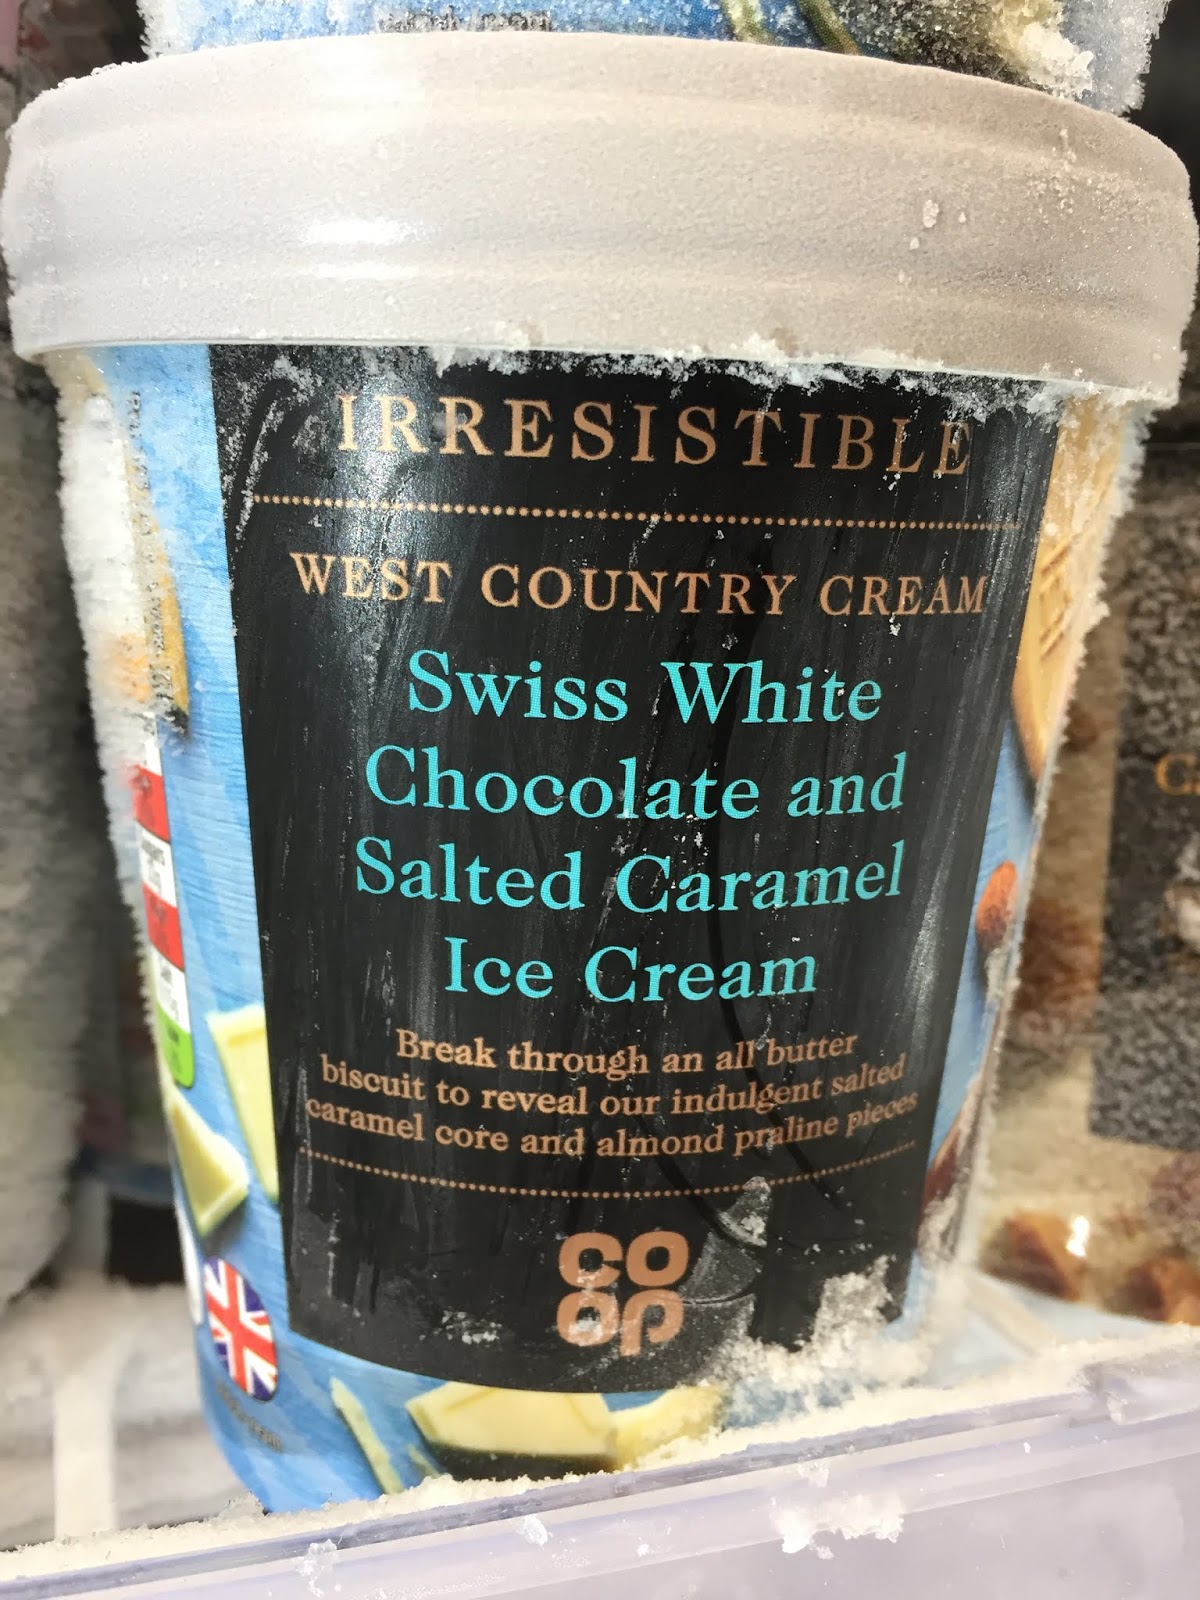 IRRESISTIBLE
WEST COUNTRY CREAM
Swiss White
Chocolate and
Salted Caramel
Ice Cream
Break through an all butter
biscuit to reveal our indulgent salted
caramel core and almond praline pieces
CO
OP